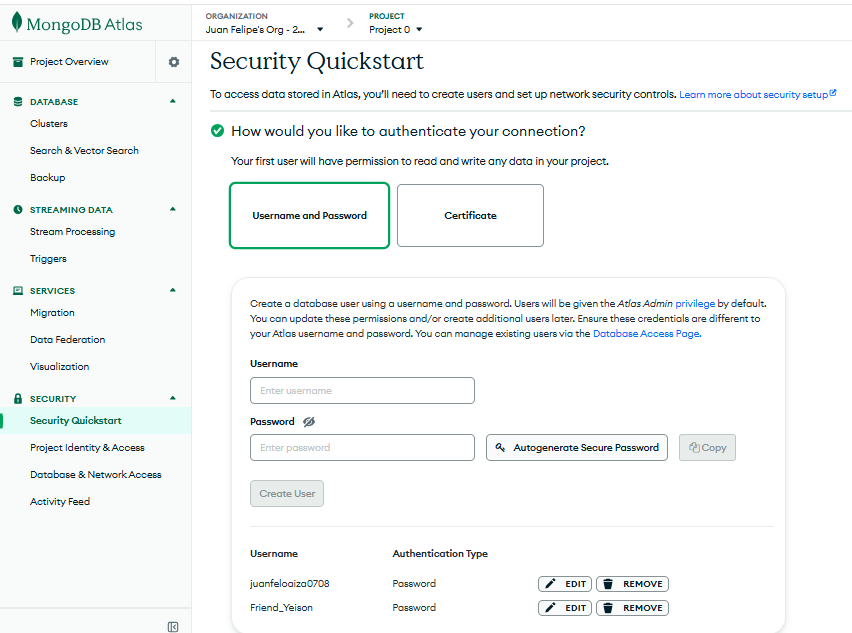 MongoDB Atlas
ORGANIZATION
Juan Felipe's Org - 2...
PROJECT
Project 0
Project Overview
DATABASE
Clusters
Search & Vector Search
Backup
STREAMING DATA
Stream Processing
Triggers
SERVICES
Migration
Data Federation
Visualization
SECURITY
Security Quickstart
Project Identity & Access
Database & Network Access
Activity Feed
Security Quickstart
To access data stored in Atlas, you'll need to create users and set up network security controls. Learn more about security setup
How would you like to authenticate your connection?
Your first user will have permission to read and write any data in your project.
Username and Password
Certificate
Create a database user using a username and password. Users will be given the Atlas Admin privilege by default.
You can update these permissions and/or create additional users later. Ensure these credentials are different to
your Atlas username and password. You can manage existing users via the Database Access Page.
Username
Enter username
Password
Enter password
Autogenerate Secure Password
Copy
Create User
Username Authentication Type
juanfeloaiza0708 Password EDIT REMOVE
Friend_Yeison Password EDIT REMOVE